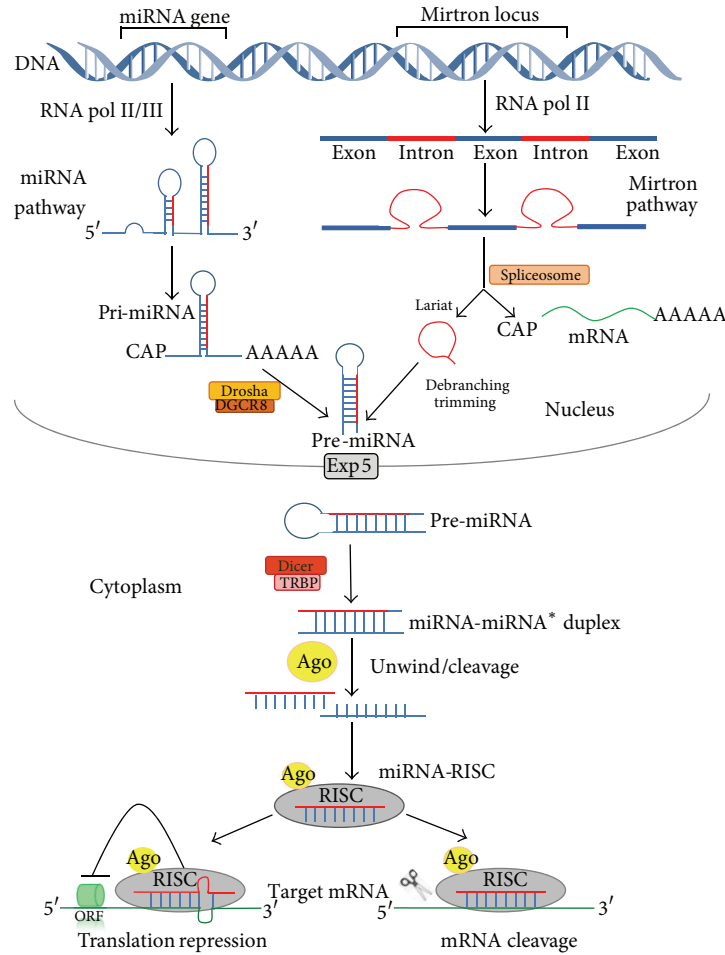 miRNA gene
Mirtron locus
DNA
RNA pol II/III
RNA pol II
Exon Intron Exon Intron Exon
miRNA
pathway
Mirtron
pathway
5′ 3′
Spliceosome
Pri-miRNA
Lariat
CAP
mRNA
AAAAA
CAP
AAAAA
Drosha
DGCR8
Debranching
trimming
Nucleus
Pre-miRNA
Exp 5
Pre-miRNA
Dicer
TRBP
Cytoplasm
miRNA-miRNA* duplex
Ago
Unwind/cleavage
miRNA-RISC
Ago
RISC
Ago
RISC
Target mRNA
Ago
RISC
5′ ORF 3′
5′ 3′
Translation repression
mRNA cleavage